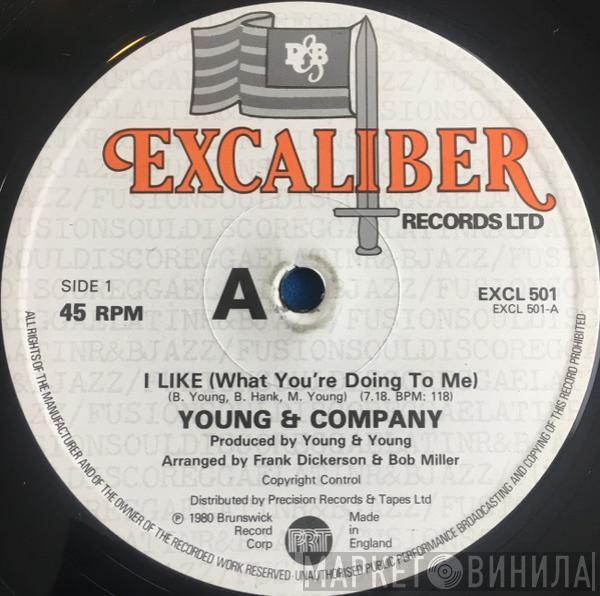 R&B
EXCALIBER
RECORDS LTD
SIDE 1
45 RPM
A
EXCL 501
EXCL 501-A
I LIKE (What You're Doing To Me)
(B. Young, B. Hank, M. Young) (7.18. BPM: 118)
YOUNG & COMPANY
Produced by Young & Young
Arranged by Frank Dickerson & Bob Miller
Copyright Control
Distributed by Precision Records & Tapes Ltd
℗ 1980 Brunswick
Record
Corp
PRT
Made
in
England
ALL RIGHTS OF THE MANUFACTURER AND OF THE OWNER OF THE RECORDED WORK RESERVED · UNAUTHORISED PUBLIC PERFORMANCE BROADCASTING AND COPYING OF THIS RECORD PROHIBITED
МАРКЕТ ВИНИЛА